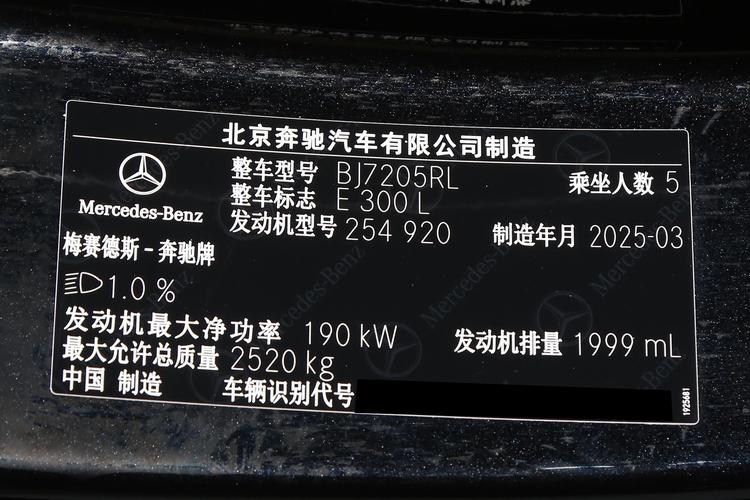 北京奔驰汽车有限公司制造
整车型号 BJ7205RL 乘坐人数 5
整车标志 E 300 L
Mercedes-Benz
发动机型号 254 920 制造年月 2025-03
梅赛德斯-奔驰牌
1.0 %
发动机最大净功率 190 kW 发动机排量 1999 mL
最大允许总质量 2520 kg
中国 制造 车辆识别代号
1925681